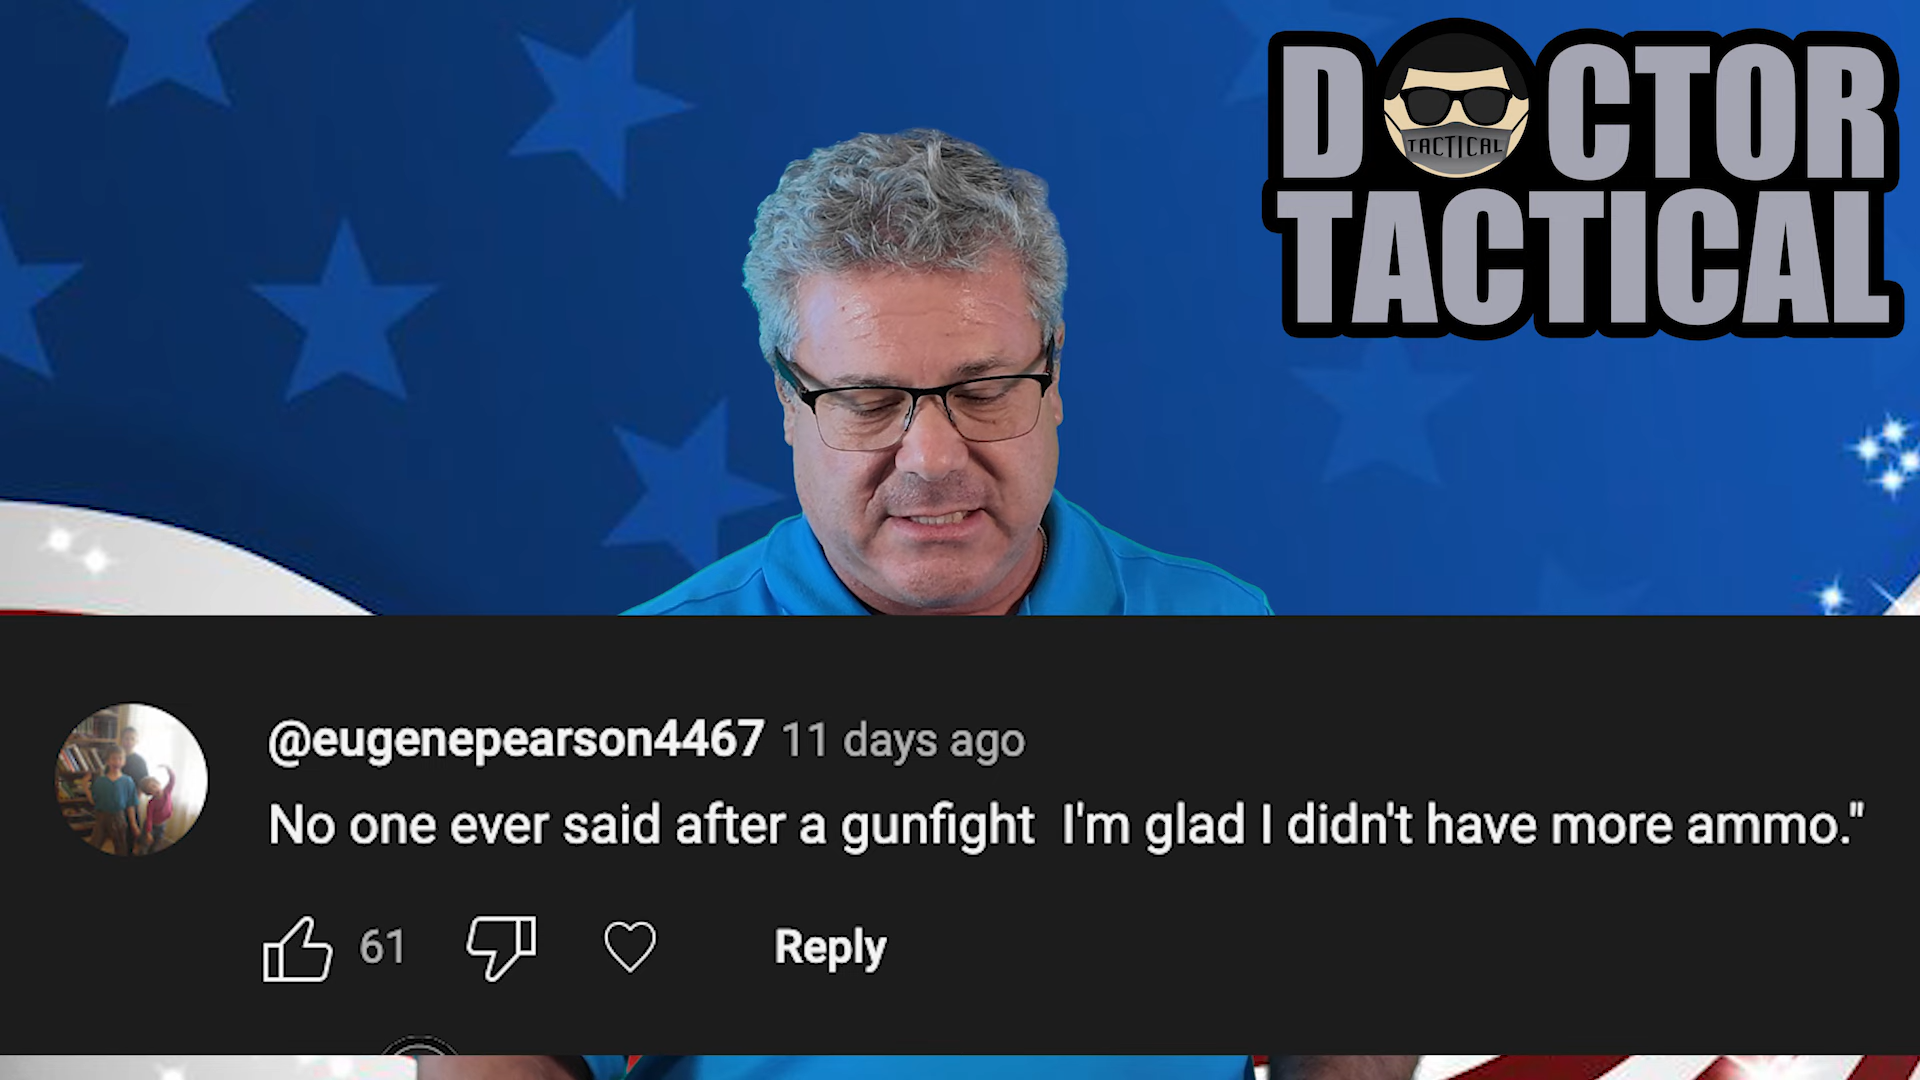 DOCTOR
TACTICAL
TACTICAL
@eugenepearson4467 11 days ago
No one ever said after a gunfight  I'm glad I didn't have more ammo."
61
Reply